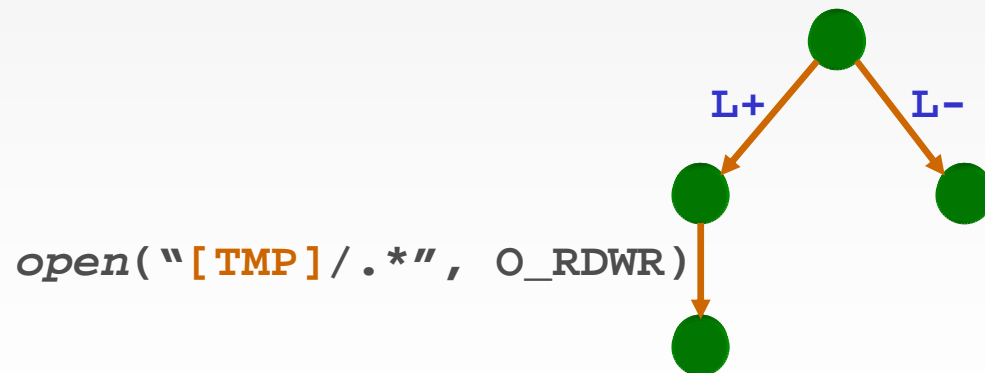 L+ L-
open(“[TMP]/.*”, O_RDWR)